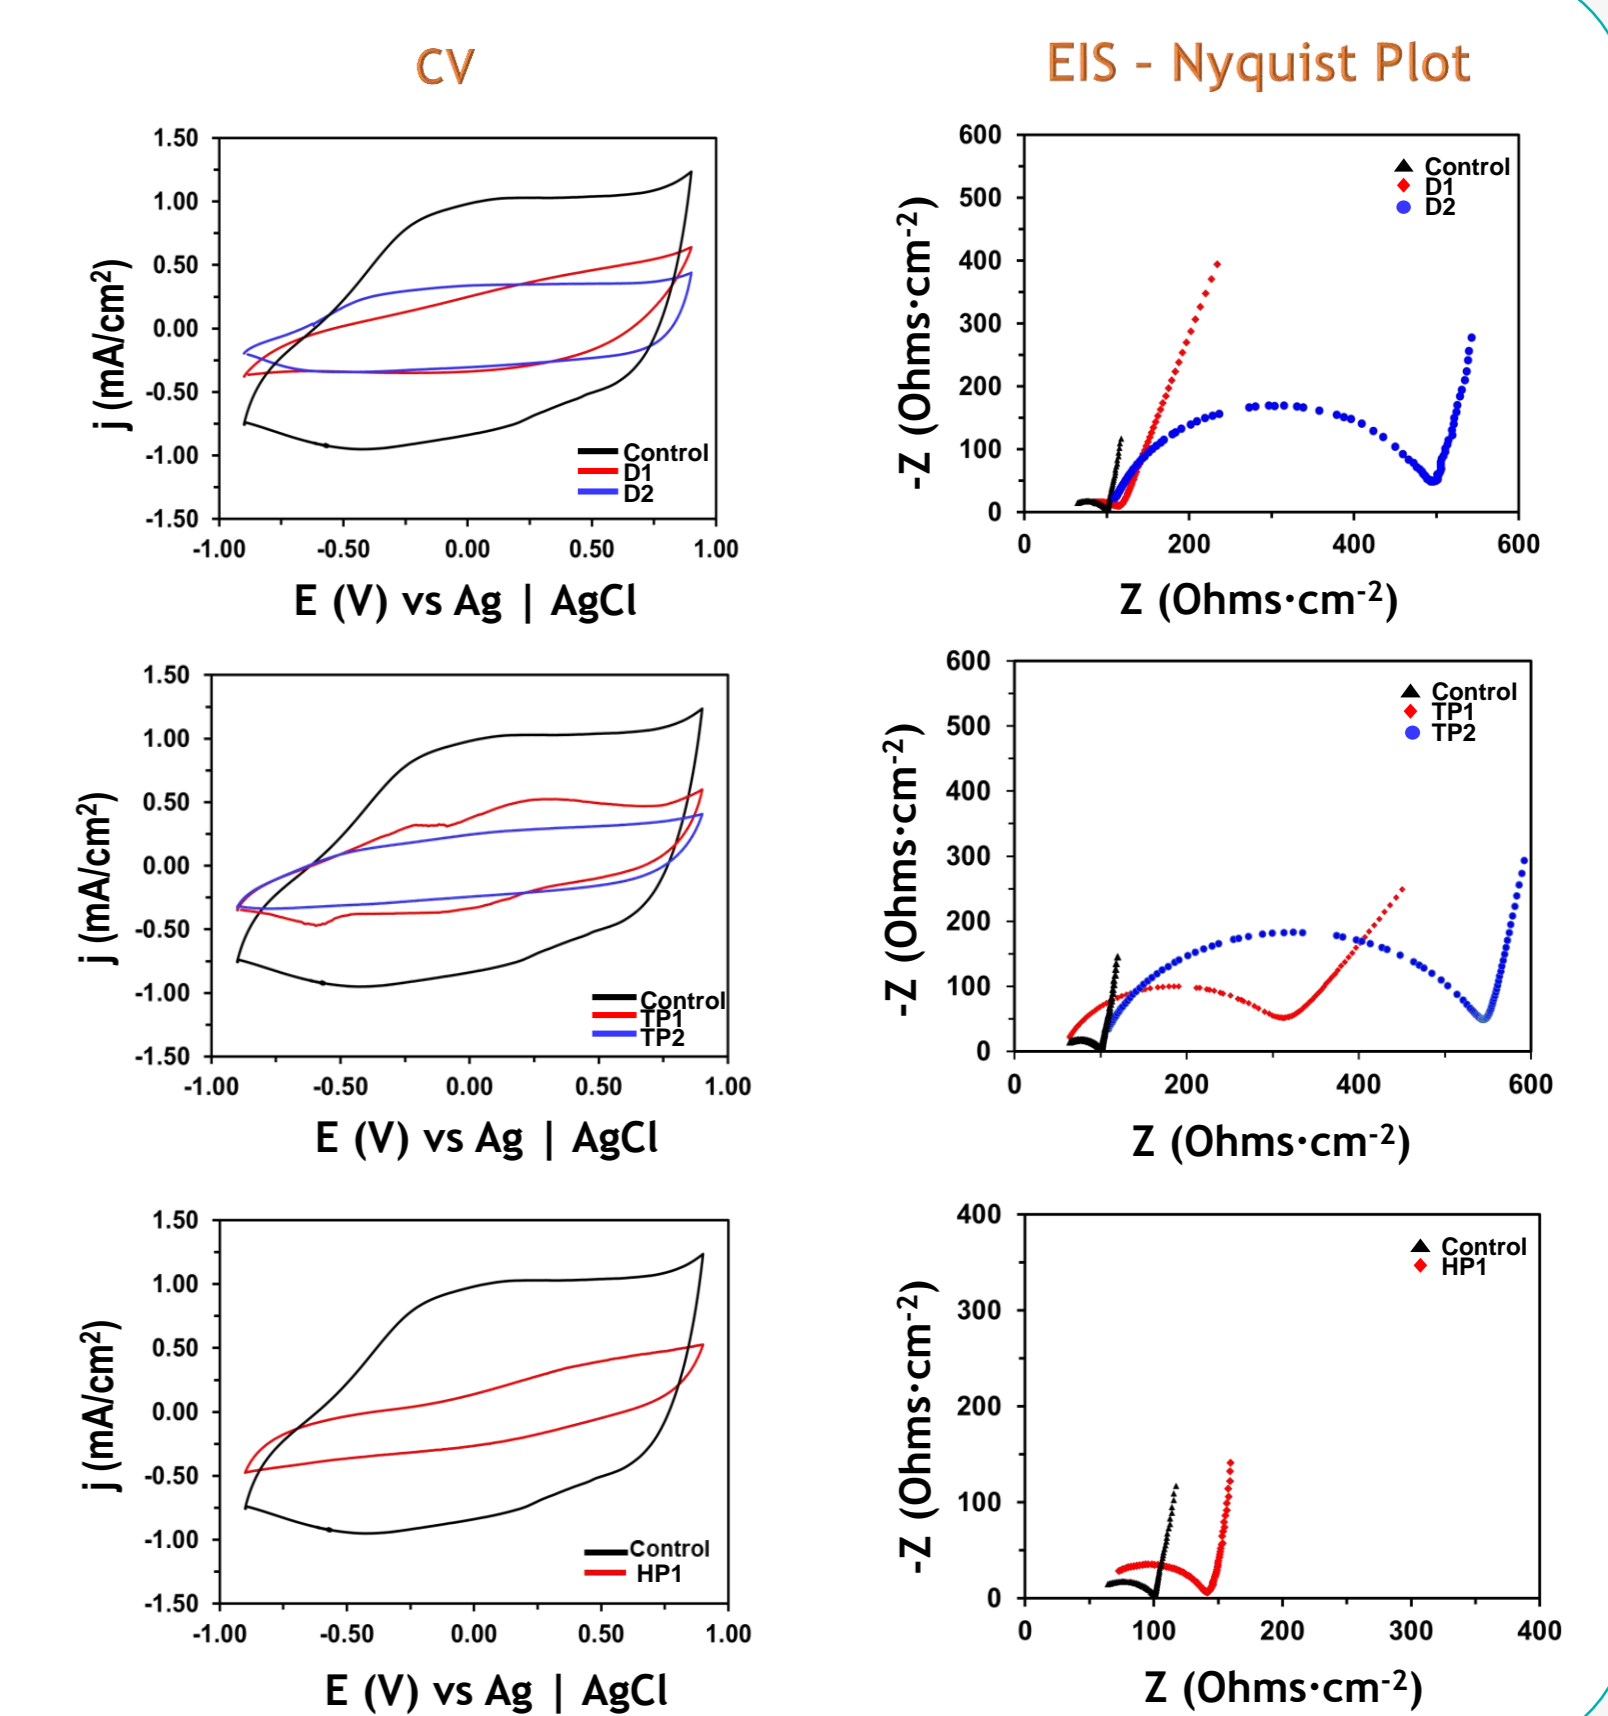 CV
EIS - Nyquist Plot
1.50
1.00
0.50
0.00
-0.50
-1.00
-1.50
-1.00 -0.50 0.00 0.50 1.00
j (mA/cm²)
E (V) vs Ag | AgCl
Control
D1
D2
600
500
400
300
200
100
0
0 200 400 600
-Z (Ohms·cm⁻²)
Z (Ohms·cm⁻²)
Control
D1
D2
1.50
1.00
0.50
0.00
-0.50
-1.00
-1.50
-1.00 -0.50 0.00 0.50 1.00
j (mA/cm²)
E (V) vs Ag | AgCl
Control
TP1
TP2
600
500
400
300
200
100
0
0 200 400 600
-Z (Ohms·cm⁻²)
Z (Ohms·cm⁻²)
Control
TP1
TP2
1.50
1.00
0.50
0.00
-0.50
-1.00
-1.50
-1.00 -0.50 0.00 0.50 1.00
j (mA/cm²)
E (V) vs Ag | AgCl
Control
HP1
400
300
200
100
0
0 100 200 300 400
-Z (Ohms·cm⁻²)
Z (Ohms·cm⁻²)
Control
HP1